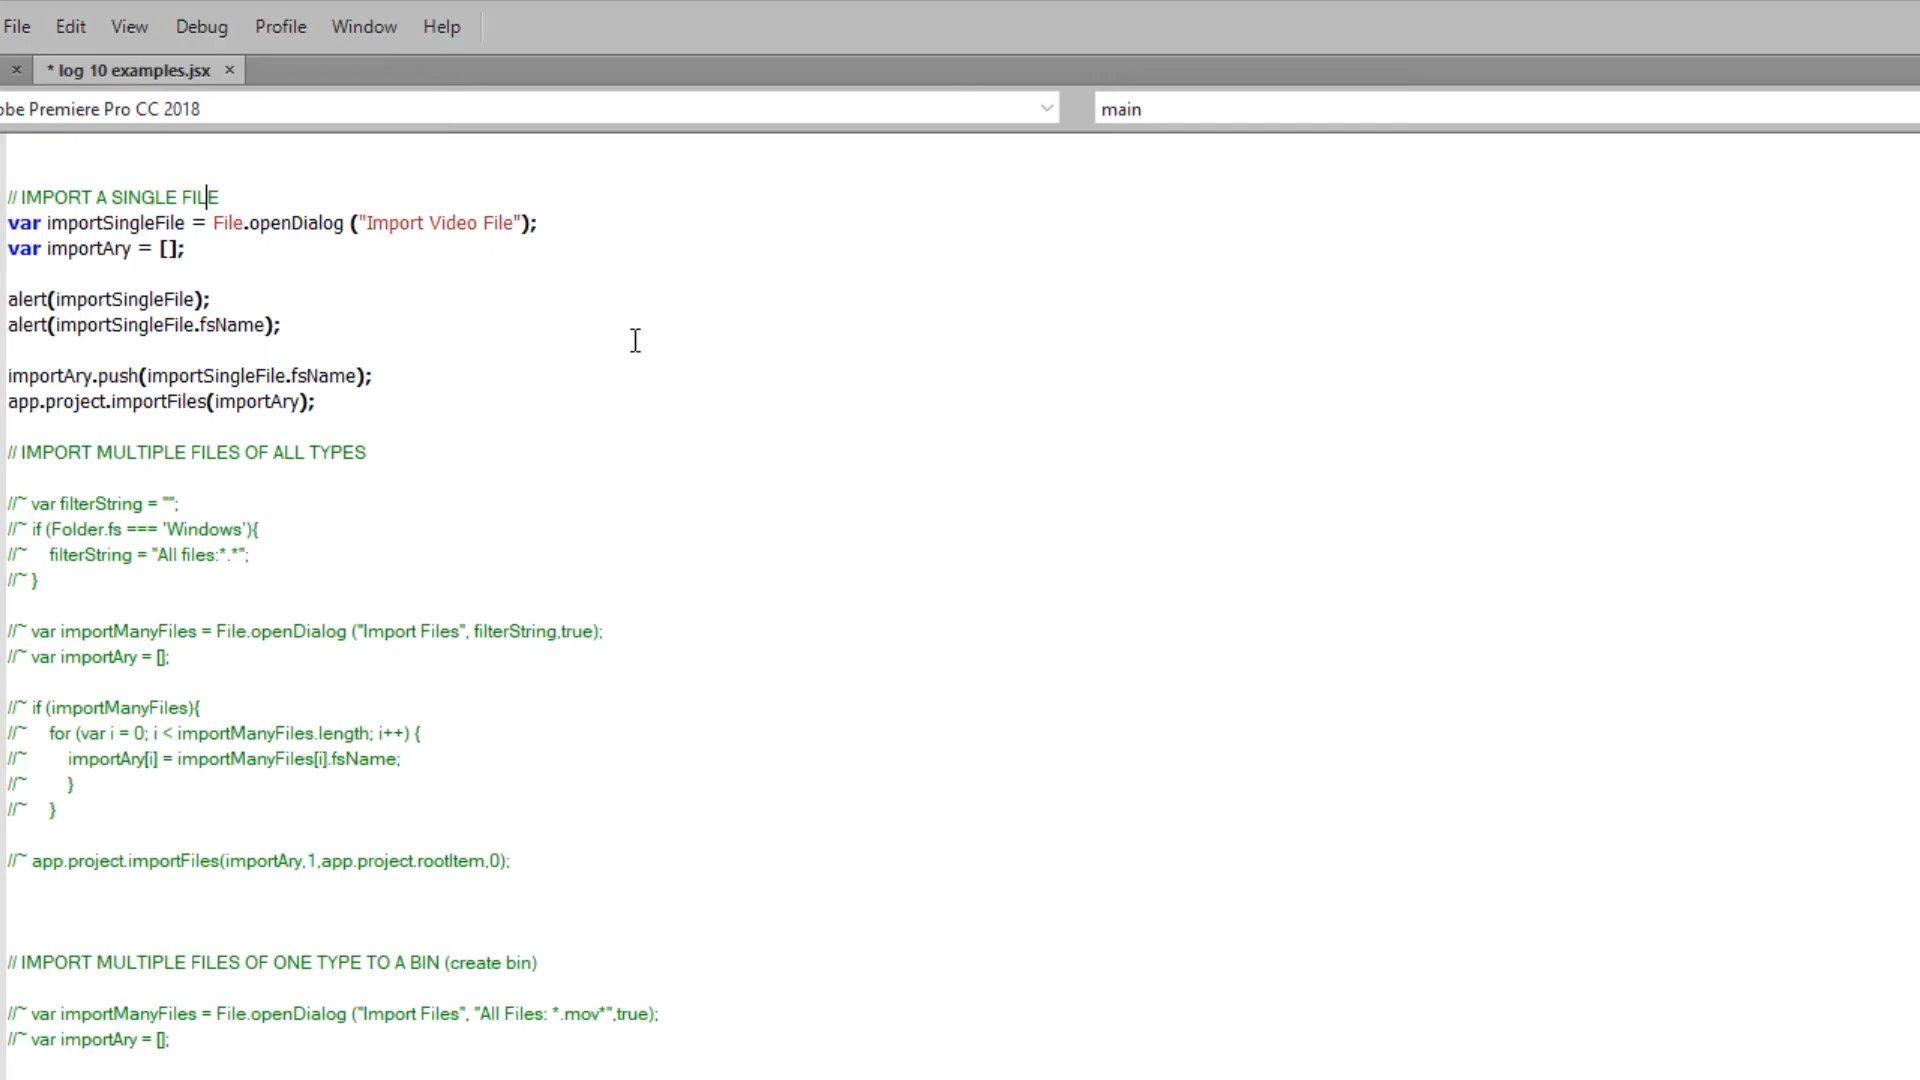 File Edit View Debug Profile Window Help
* log 10 examples.jsx
obe Premiere Pro CC 2018 main
// IMPORT A SINGLE FILE
var importSingleFile = File.openDialog ("Import Video File");
var importAry = [];
alert(importSingleFile);
alert(importSingleFile.fsName);
importAry.push(importSingleFile.fsName);
app.project.importFiles(importAry);
// IMPORT MULTIPLE FILES OF ALL TYPES
//~ var filterString = "";
//~ if (Folder.fs === 'Windows'){
//~ filterString = "All files:*.*";
//~ }
//~ var importManyFiles = File.openDialog ("Import Files", filterString,true);
//~ var importAry = [];
//~ if (importManyFiles){
//~ for (var i = 0; i < importManyFiles.length; i++) {
//~ importAry[i] = importManyFiles[i].fsName;
//~ }
//~ }
//~ app.project.importFiles(importAry,1,app.project.rootItem,0);
// IMPORT MULTIPLE FILES OF ONE TYPE TO A BIN (create bin)
//~ var importManyFiles = File.openDialog ("Import Files", "All Files: *.mov*",true);
//~ var importAry = [];